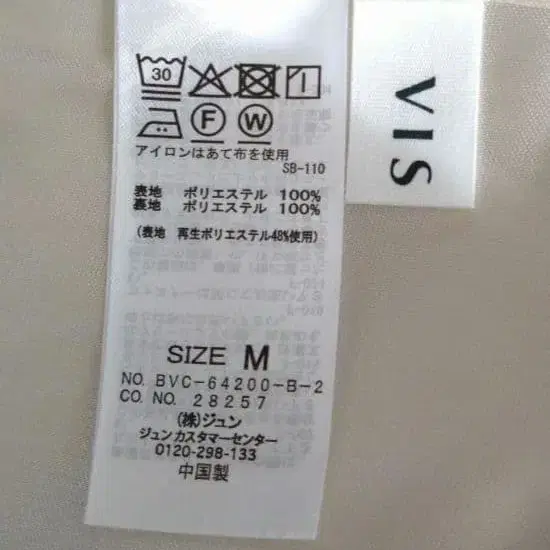 30
F W
アイロンはあて布を使用
SB-110
表地 ポリエステル 100%
裏地 ポリエステル 100%
(表地 再生ポリエステル48%使用)
SIZE M
NO. BVC-64200-B-2
CO. NO. 28257
(株)ジュン
ジュンカスタマーセンター
0120-298-133
中国製
VIS